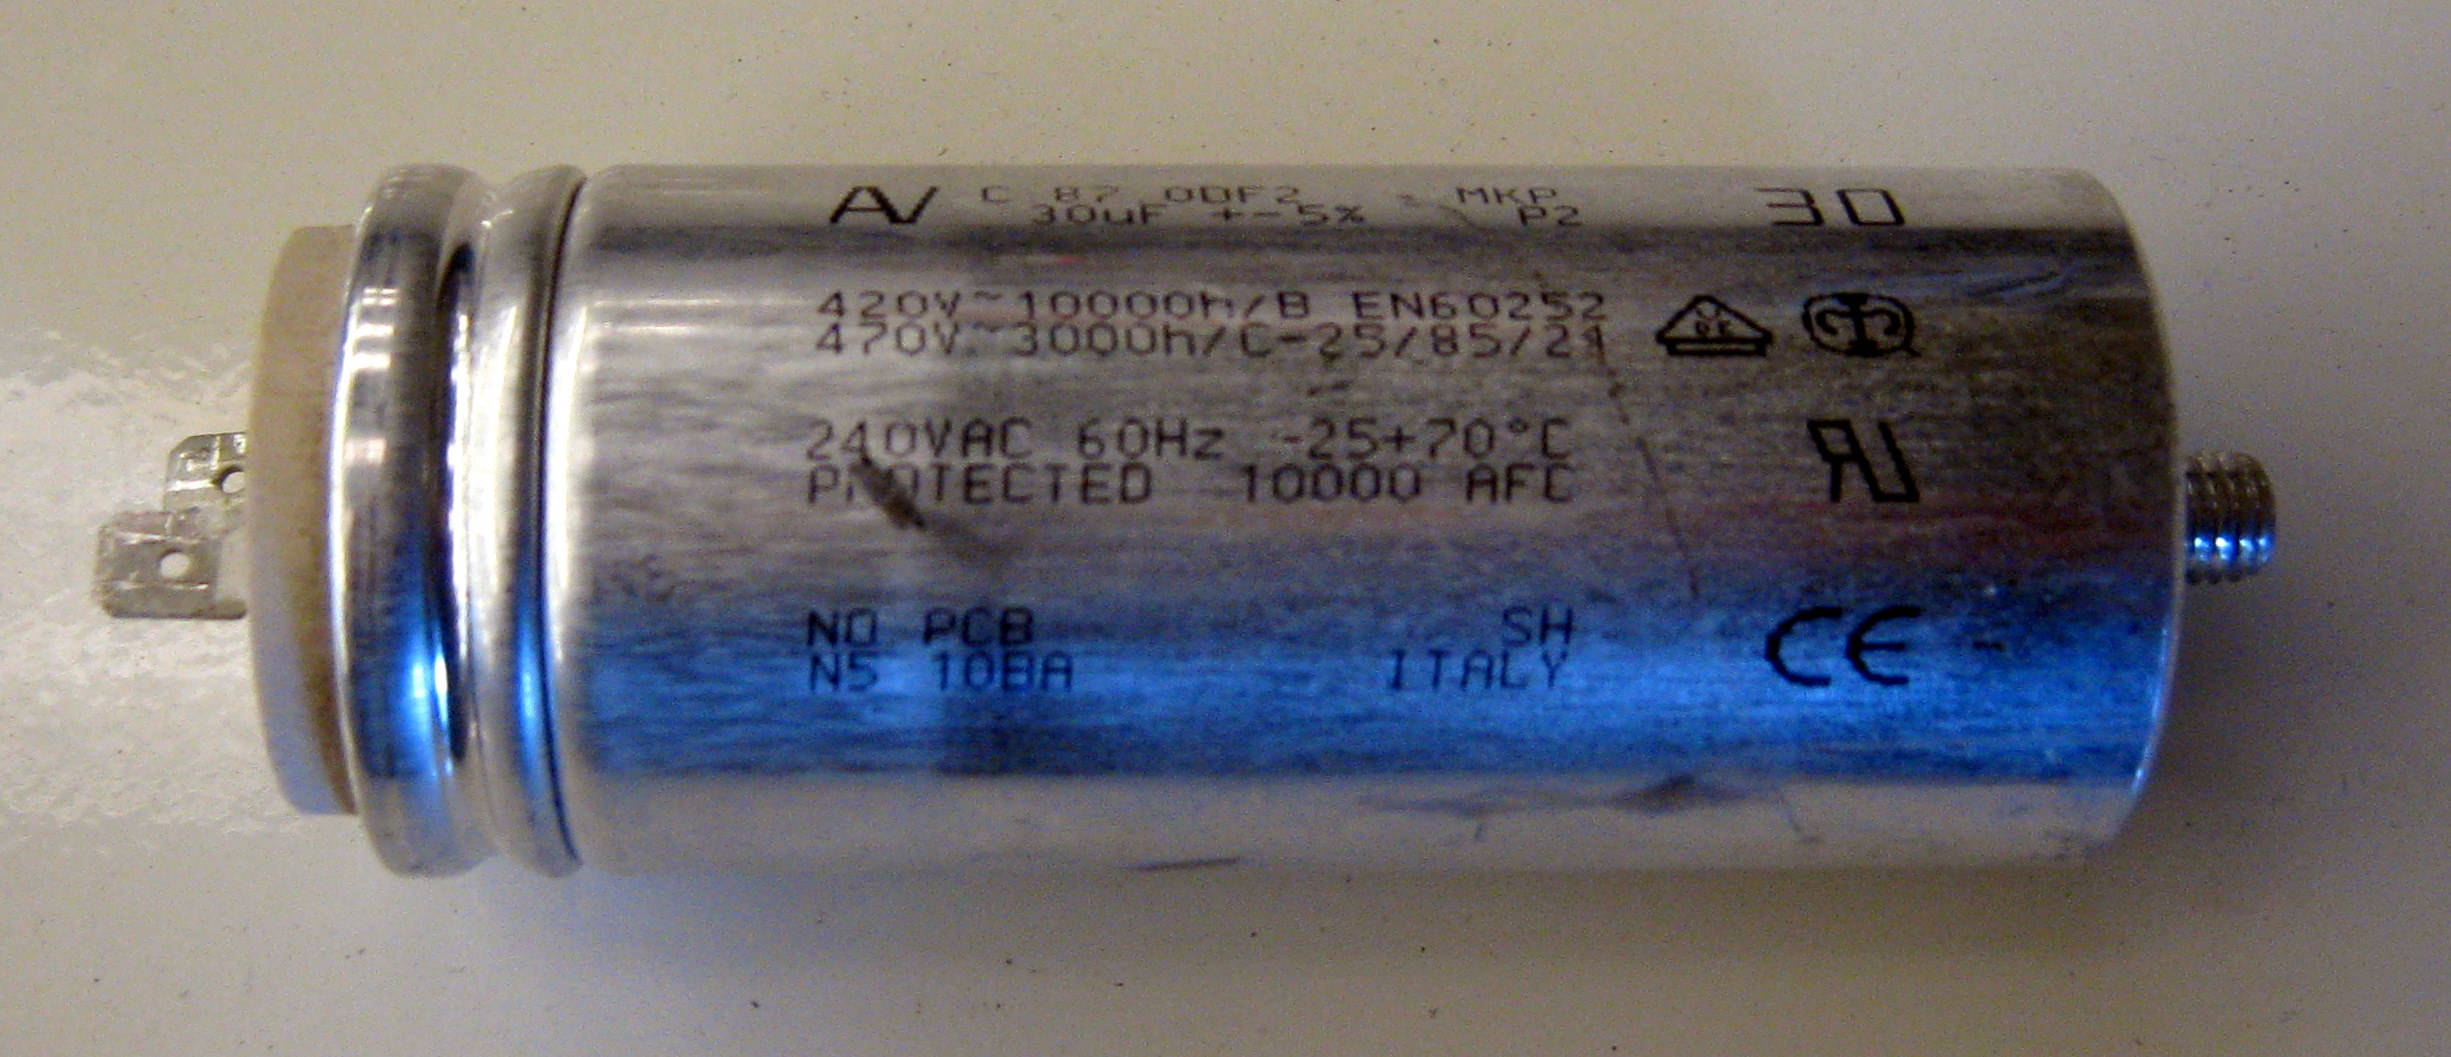 AV C 87 0DF2 MKP 30
30uF +-5% P2
420V~10000h/B EN60252
470V~3000h/C-25/85/21
240VAC 60Hz -25+70°C
PROTECTED 10000 AFC
NO PCB SH
N5 10BA ITALY
CE